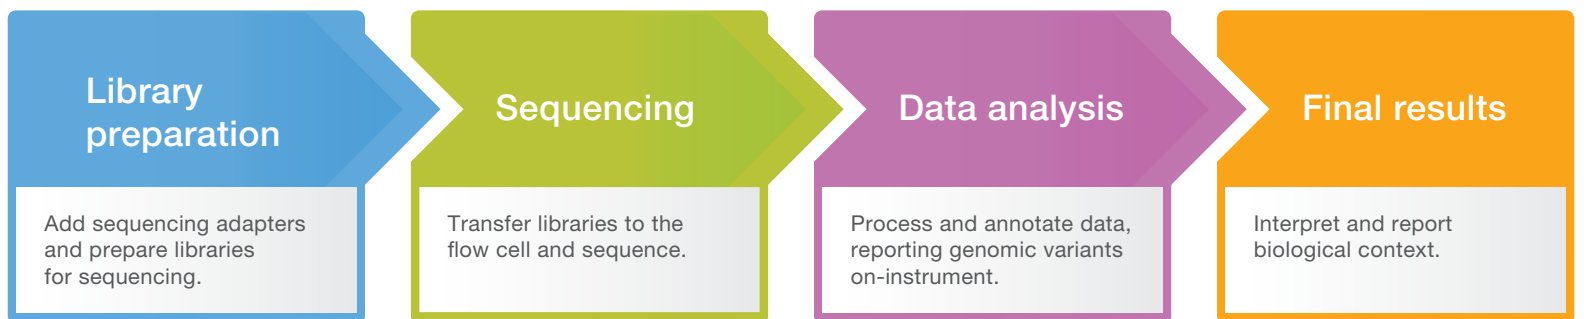 Library
preparation
Add sequencing adapters
and prepare libraries
for sequencing.
Sequencing
Transfer libraries to the
flow cell and sequence.
Data analysis
Process and annotate data,
reporting genomic variants
on-instrument.
Final results
Interpret and report
biological context.